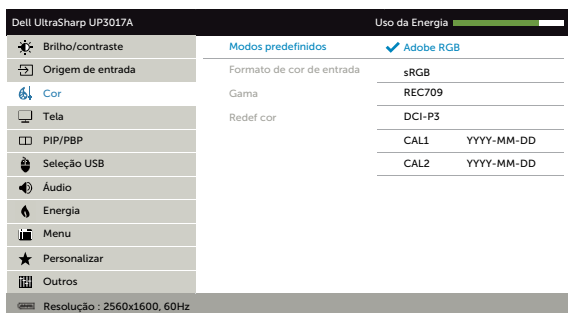 Dell UltraSharp UP3017A Uso da Energia
Brilho/contraste Modos predefinidos Adobe RGB
Origem de entrada Formato de cor de entrada sRGB
Cor Gama REC709
Tela Redef cor DCI-P3
PIP/PBP CAL1 YYYY-MM-DD
Seleção USB CAL2 YYYY-MM-DD
Áudio
Energia
Menu
Personalizar
Outros
Resolução : 2560x1600, 60Hz